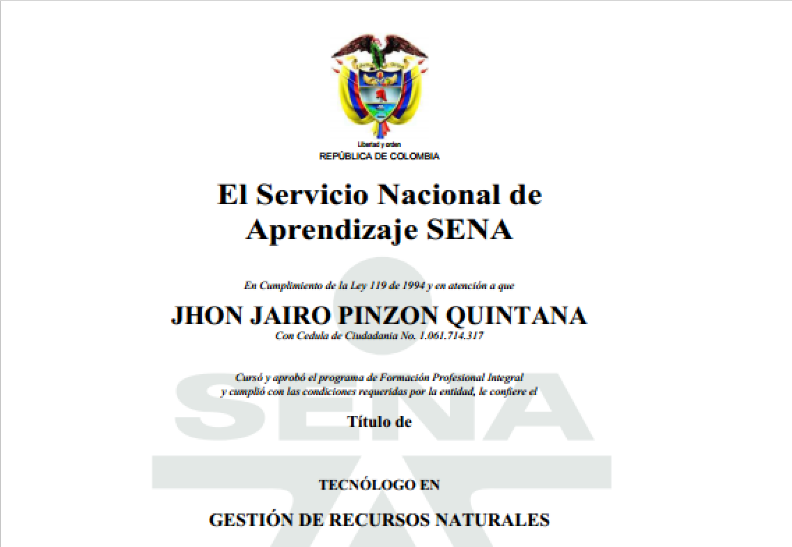 Libertad y orden
REPÚBLICA DE COLOMBIA
El Servicio Nacional de
Aprendizaje SENA
En Cumplimiento de la Ley 119 de 1994 y en atención a que
JHON JAIRO PINZON QUINTANA
Con Cedula de Ciudadania No. 1.061.714.317
Cursó y aprobó el programa de Formación Profesional Integral
y cumplió con las condiciones requeridas por la entidad, le confiere el
SENA
Título de
TECNÓLOGO EN
GESTIÓN DE RECURSOS NATURALES